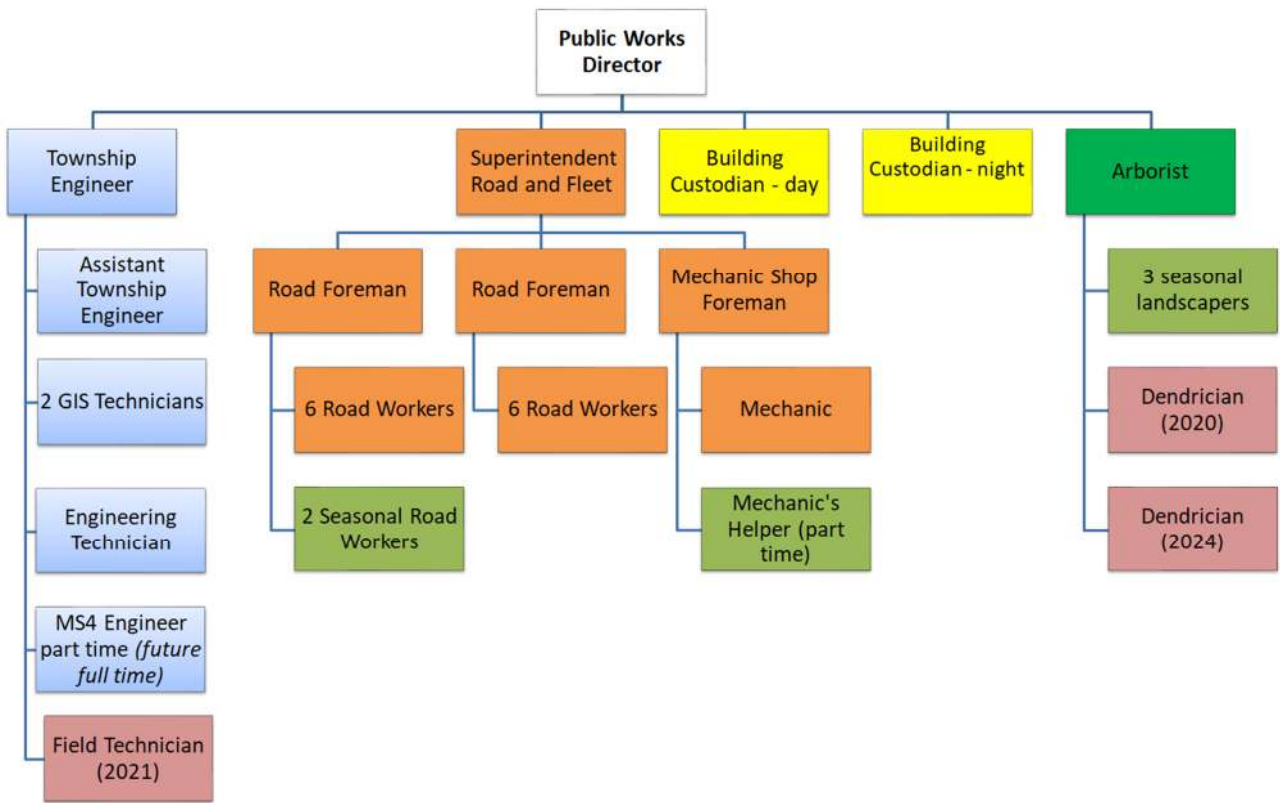 Public Works
Director
Township
Engineer
Superintendent
Road and Fleet
Building
Custodian - day
Building
Custodian - night
Arborist
Assistant
Township
Engineer
Road Foreman
Road Foreman
Mechanic Shop
Foreman
3 seasonal
landscapers
2 GIS Technicians
6 Road Workers
6 Road Workers
Mechanic
Dendrician
(2020)
Engineering
Technician
2 Seasonal Road
Workers
Mechanic's
Helper (part
time)
Dendrician
(2024)
MS4 Engineer
part time (future
full time)
Field Technician
(2021)